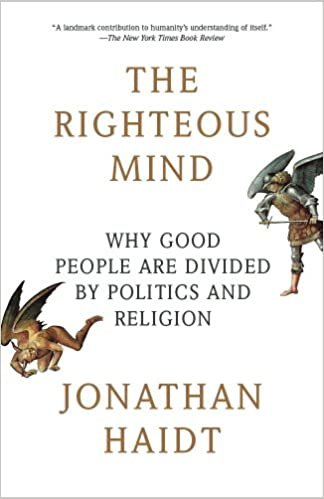 "A landmark contribution to humanity's understanding of itself."
—The New York Times Book Review
THE
RIGHTEOUS
MIND
WHY GOOD
PEOPLE ARE DIVIDED
BY POLITICS AND
RELIGION
JONATHAN
HAIDT